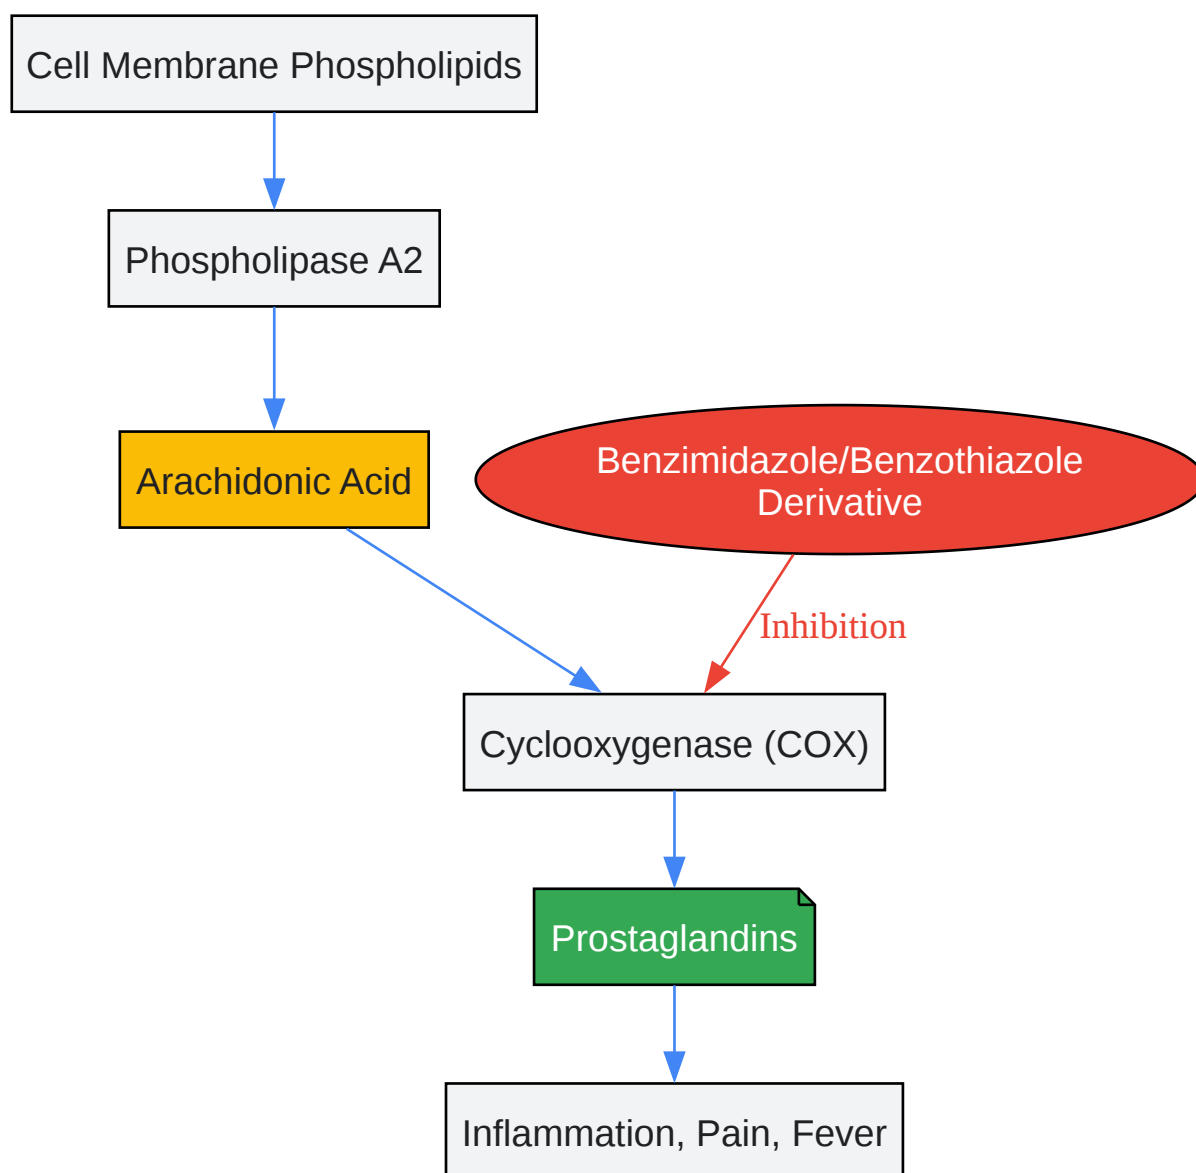 Cell Membrane Phospholipids
Phospholipase A2
Arachidonic Acid
Benzimidazole/Benzothiazole
Derivative
Inhibition
Cyclooxygenase (COX)
Prostaglandins
Inflammation, Pain, Fever